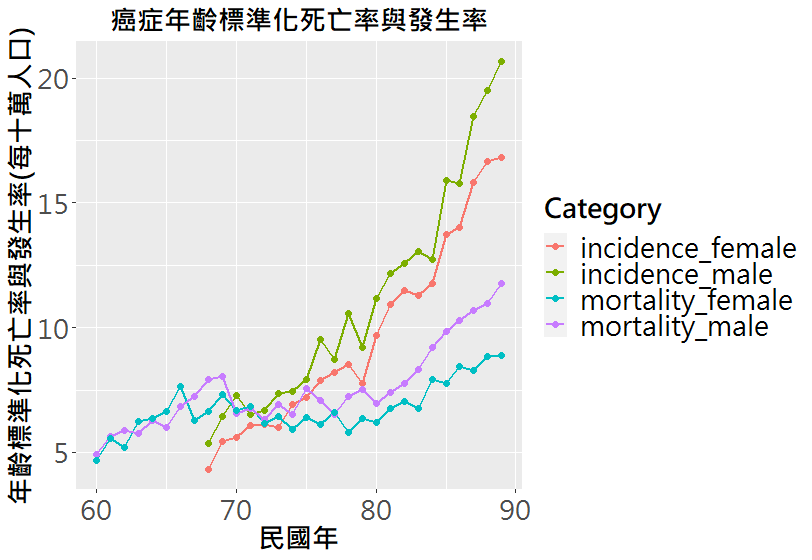 癌症年齡標準化死亡率與發生率
年齡標準化死亡率與發生率(每十萬人口)
20
15
10
5
60
70
80
90
民國年
Category
incidence_female
incidence_male
mortality_female
mortality_male